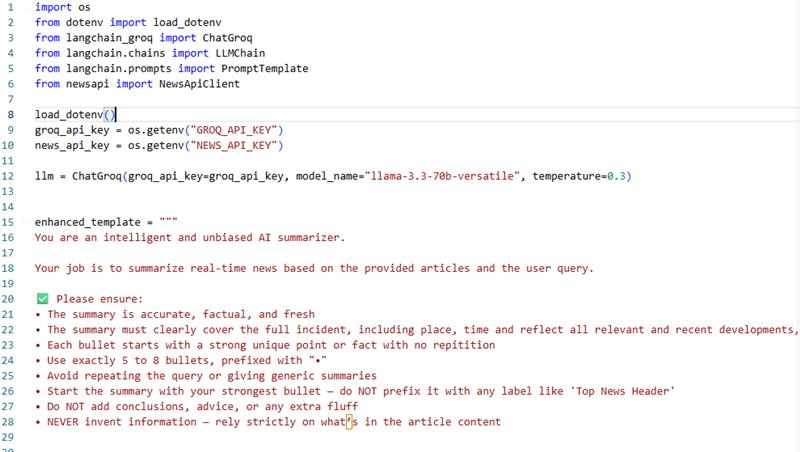 1 import os
2 from dotenv import load_dotenv
3 from langchain_groq import ChatGroq
4 from langchain.chains import LLMChain
5 from langchain.prompts import PromptTemplate
6 from newsapi import NewsApiClient
7
8 load_dotenv()
9 groq_api_key = os.getenv("GROQ_API_KEY")
10 news_api_key = os.getenv("NEWS_API_KEY")
11
12 llm = ChatGroq(groq_api_key=groq_api_key, model_name="llama-3.3-70b-versatile", temperature=0.3)
13
14
15 enhanced_template = """
16 You are an intelligent and unbiased AI summarizer.
17
18 Your job is to summarize real-time news based on the provided articles and the user query.
19
20 ✅ Please ensure:
21 • The summary is accurate, factual, and fresh
22 • The summary must clearly cover the full incident, including place, time and reflect all relevant and recent developments,
23 • Each bullet starts with a strong unique point or fact with no repitition
24 • Use exactly 5 to 8 bullets, prefixed with "•"
25 • Avoid repeating the query or giving generic summaries
26 • Start the summary with your strongest bullet — do NOT prefix it with any label like 'Top News Header'
27 • Do NOT add conclusions, advice, or any extra fluff
28 • NEVER invent information — rely strictly on what’s in the article content
29